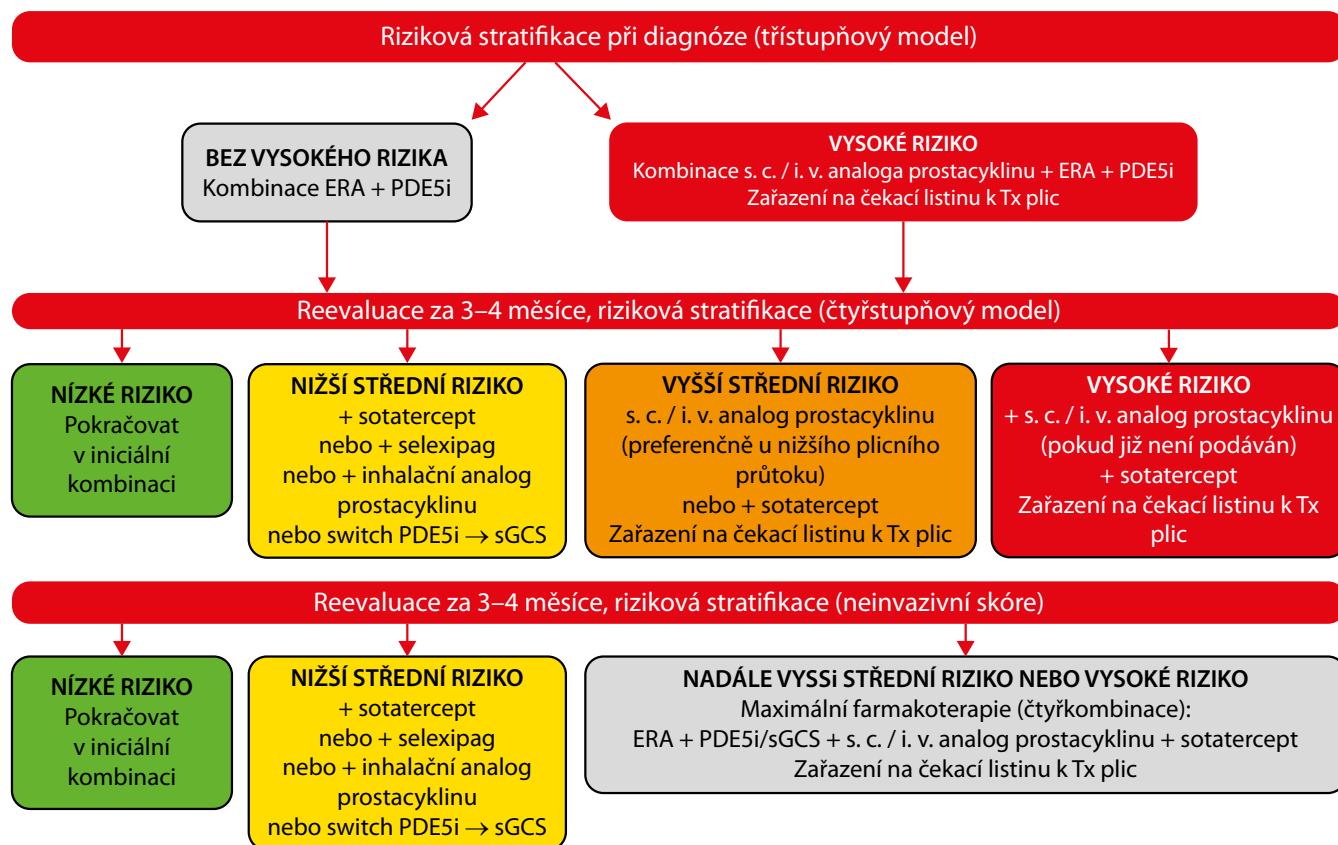 Riziková stratifikace při diagnóze (třístupňový model)
BEZ VYSOKÉHO RIZIKA
Kombinace ERA + PDE5i
VYSOKÉ RIZIKO
Kombinace s. c. / i. v. analoga prostacyklinu + ERA + PDE5i
Zařazení na čekací listinu k Tx plic
Reevaluace za 3–4 měsíce, riziková stratifikace (čtyřstupňový model)
NÍZKÉ RIZIKO
Pokračovat
v iniciální
kombinaci
NIŽŠÍ STŘEDNÍ RIZIKO
+ sotatercept
nebo + selexipag
nebo + inhalační analog
prostacyklinu
nebo switch PDE5i → sGCS
VYŠŠÍ STŘEDNÍ RIZIKO
s. c. / i. v. analog prostacyklinu
(preferenčně u nižšího plicního
průtoku)
nebo + sotatercept
Zařazení na čekací listinu k Tx plic
VYSOKÉ RIZIKO
+ s. c. / i. v. analog prostacyklinu
(pokud již není podáván)
+ sotatercept
Zařazení na čekací listinu k Tx
plic
Reevaluace za 3–4 měsíce, riziková stratifikace (neinvazivní skóre)
NÍZKÉ RIZIKO
Pokračovat
v iniciální
kombinaci
NIŽŠÍ STŘEDNÍ RIZIKO
+ sotatercept
nebo + selexipag
nebo + inhalační analog
prostacyklinu
nebo switch PDE5i → sGCS
NADÁLE VYSSi STŘEDNÍ RIZIKO NEBO VYSOKÉ RIZIKO
Maximální farmakoterapie (čtyřkombinace):
ERA + PDE5i/sGCS + s. c. / i. v. analog prostacyklinu + sotatercept
Zařazení na čekací listinu k Tx plic